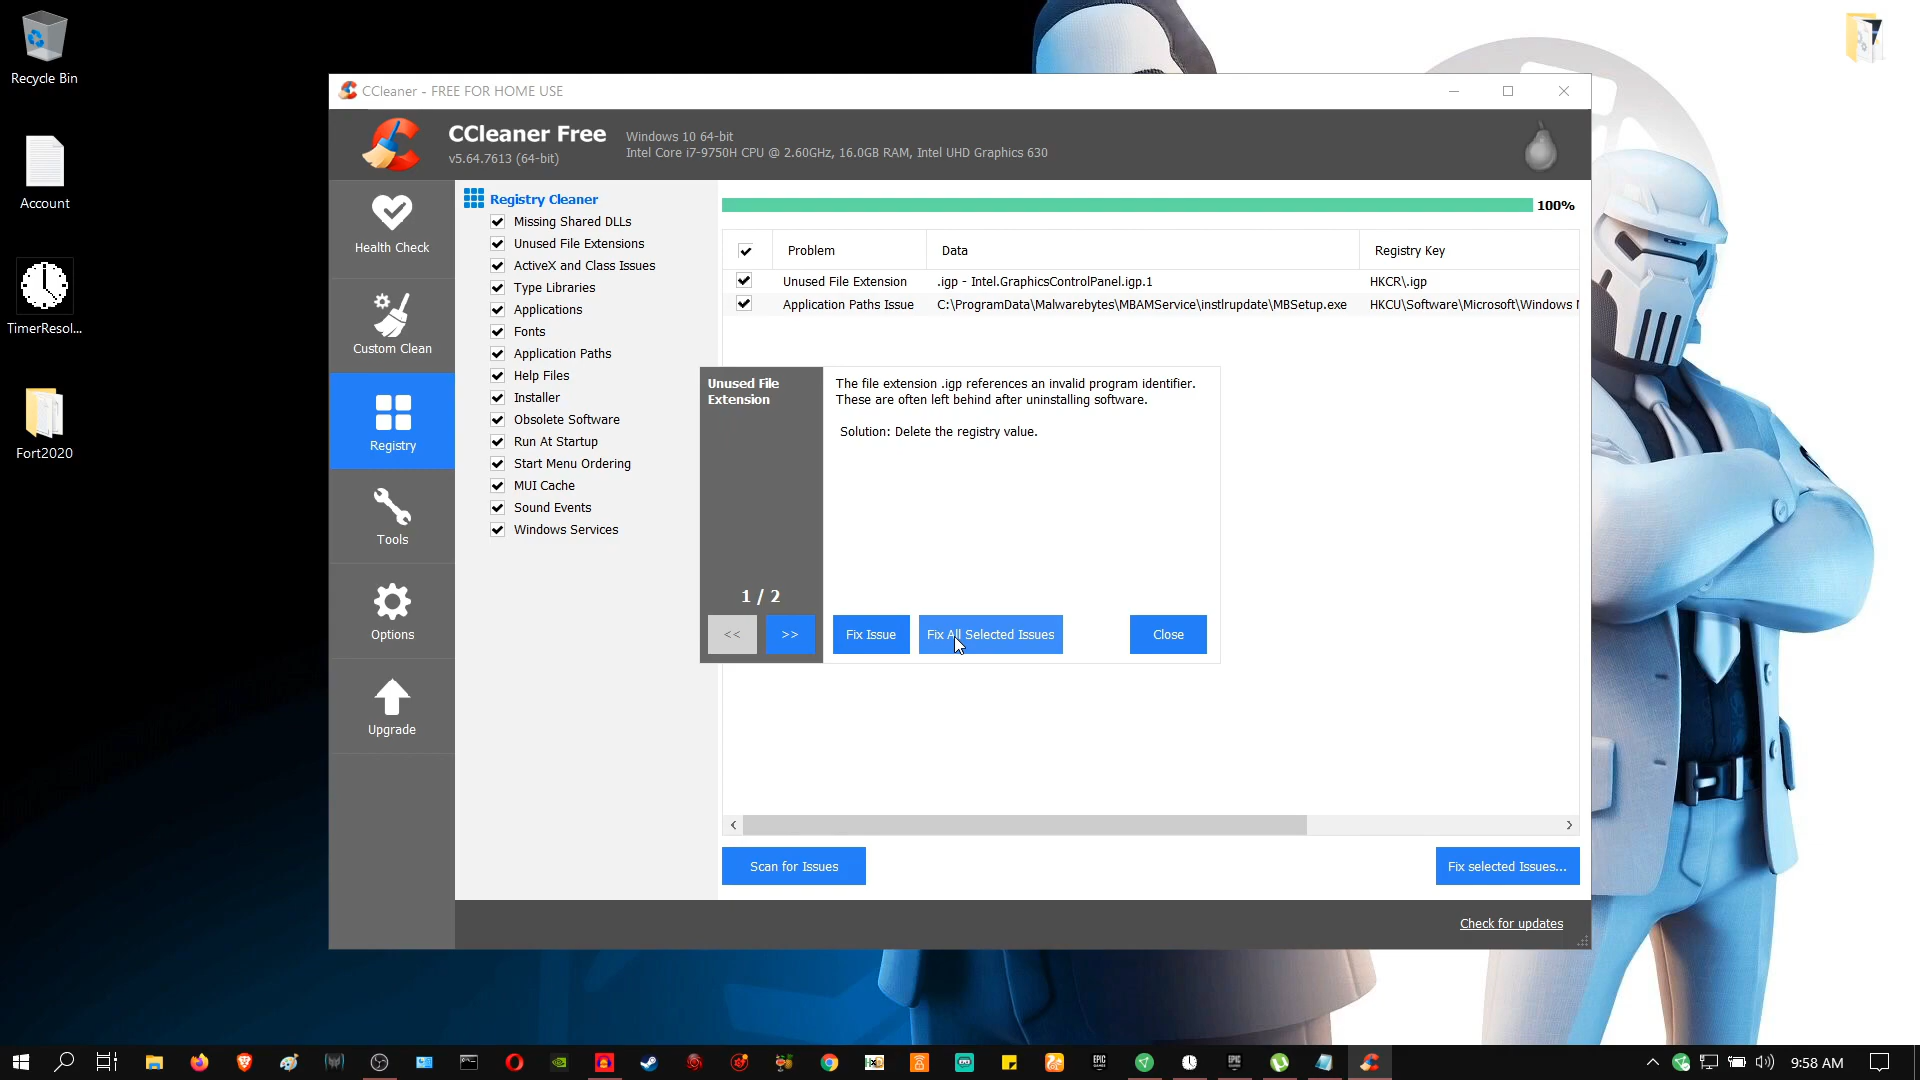 Recycle Bin
Account
TimerResol...
Fort2020
CCleaner - FREE FOR HOME USE
CCleaner Free
v5.64.7613 (64-bit)
Windows 10 64-bit
Intel Core i7-9750H CPU @ 2.60GHz, 16.0GB RAM, Intel UHD Graphics 630
Health Check
Custom Clean
Registry
Tools
Options
Upgrade
Registry Cleaner
Missing Shared DLLs
Unused File Extensions
ActiveX and Class Issues
Type Libraries
Applications
Fonts
Application Paths
Help Files
Installer
Obsolete Software
Run At Startup
Start Menu Ordering
MUI Cache
Sound Events
Windows Services
100%
Problem Data Registry Key
Unused File Extension .igp - Intel.GraphicsControlPanel.igp.1 HKCR\.igp
Application Paths Issue C:\ProgramData\Malwarebytes\MBAMService\instlrupdate\MBSetup.exe HKCU\Software\Microsoft\Windows
Unused File
Extension
The file extension .igp references an invalid program identifier.
These are often left behind after uninstalling software.
Solution: Delete the registry value.
1 / 2
<< >> Fix Issue Fix All Selected Issues Close
Scan for Issues Fix selected Issues...
Check for updates
9:58 AM